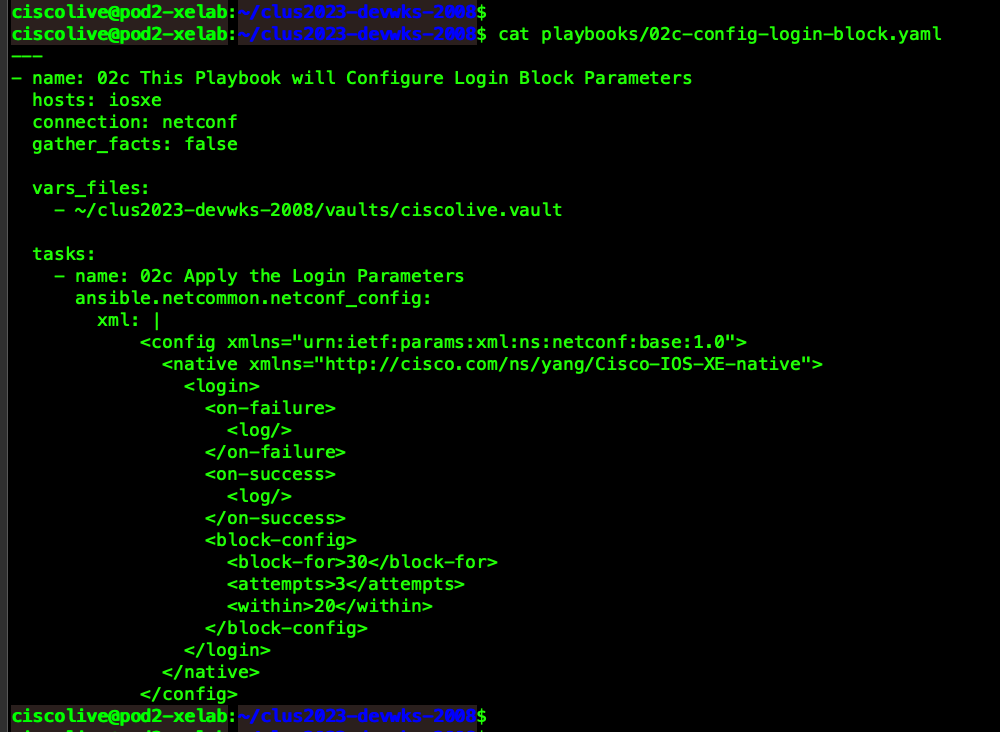 ciscolive@pod2-xelab:~/clus2023-devwks-2008$
ciscolive@pod2-xelab:~/clus2023-devwks-2008$ cat playbooks/02c-config-login-block.yaml
---
- name: 02c This Playbook will Configure Login Block Parameters
  hosts: iosxe
  connection: netconf
  gather_facts: false

  vars_files:
    - ~/clus2023-devwks-2008/vaults/ciscolive.vault

  tasks:
    - name: 02c Apply the Login Parameters
      ansible.netcommon.netconf_config:
        xml: |
            <config xmlns="urn:ietf:params:xml:ns:netconf:base:1.0">
              <native xmlns="http://cisco.com/ns/yang/Cisco-IOS-XE-native">
                <login>
                  <on-failure>
                    <log/>
                  </on-failure>
                  <on-success>
                    <log/>
                  </on-success>
                  <block-config>
                    <block-for>30</block-for>
                    <attempts>3</attempts>
                    <within>20</within>
                  </block-config>
                </login>
              </native>
            </config>
ciscolive@pod2-xelab:~/clus2023-devwks-2008$